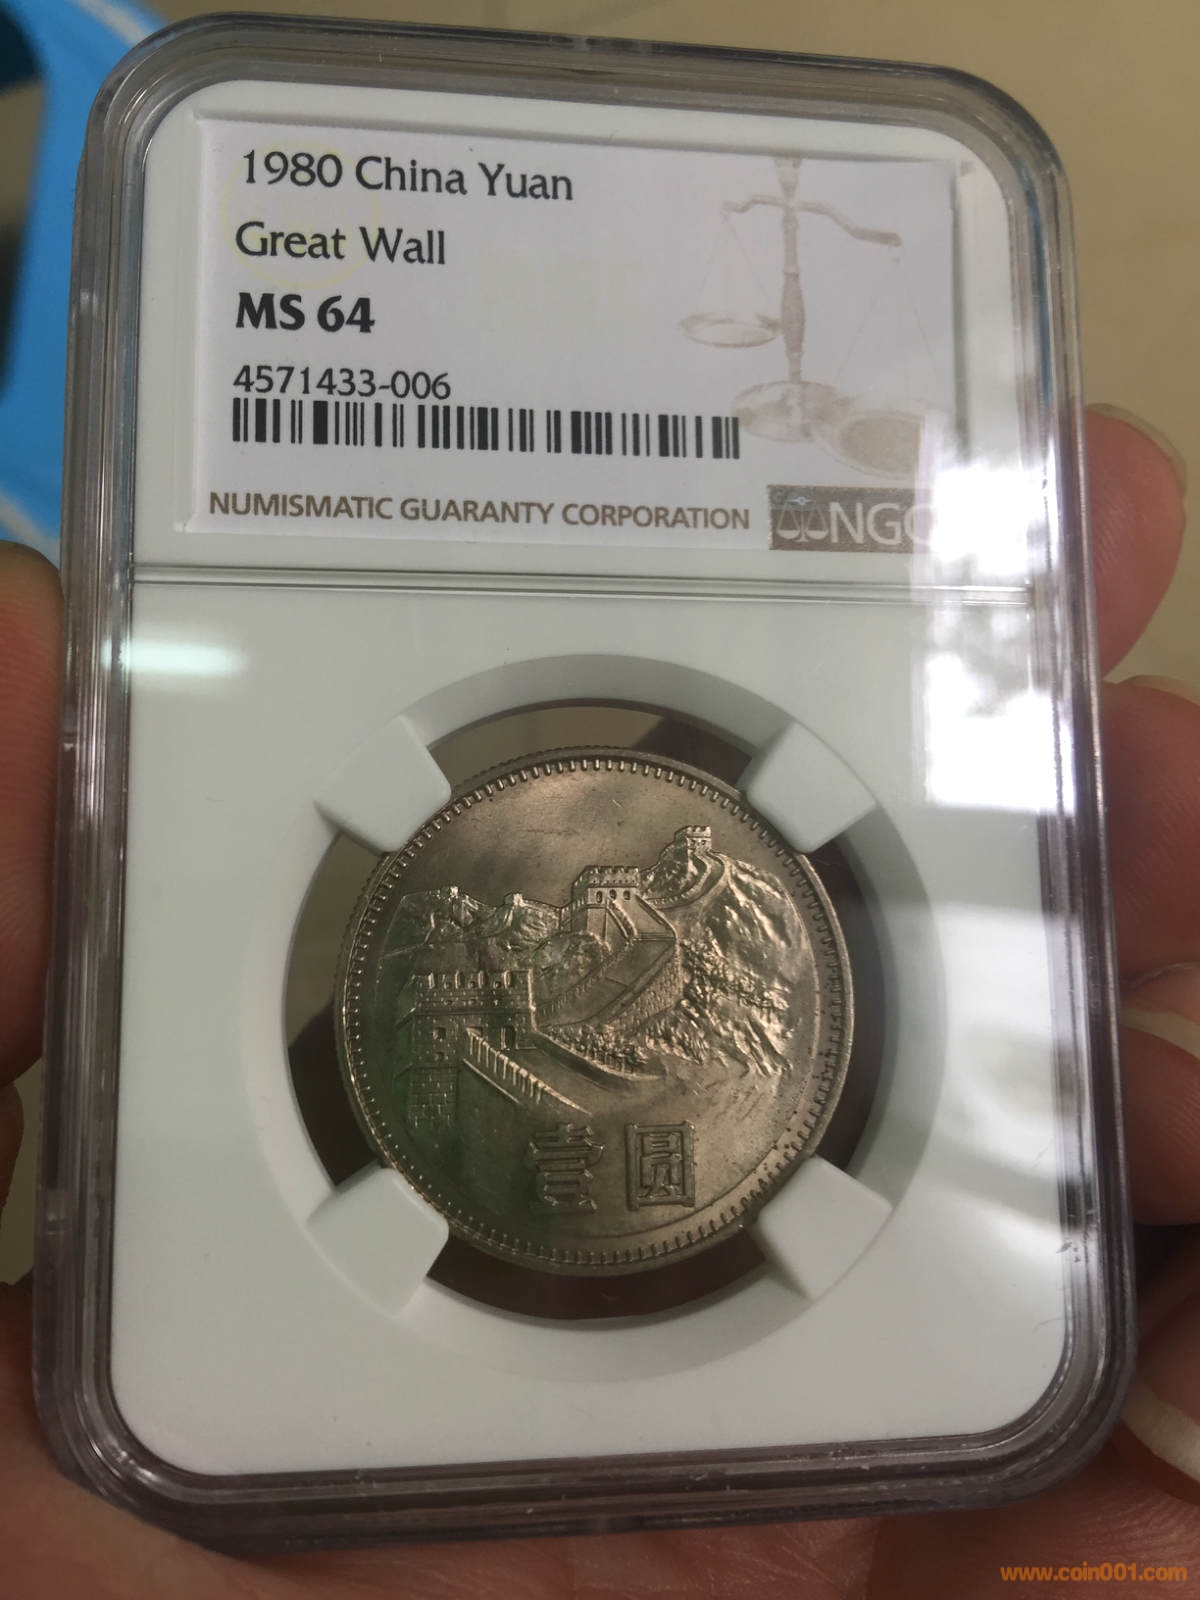 1980 China Yuan
Great Wall
MS 64
4571433-006
NUMISMATIC GUARANTY CORPORATION
NGC
壹圆
www.coin001.com